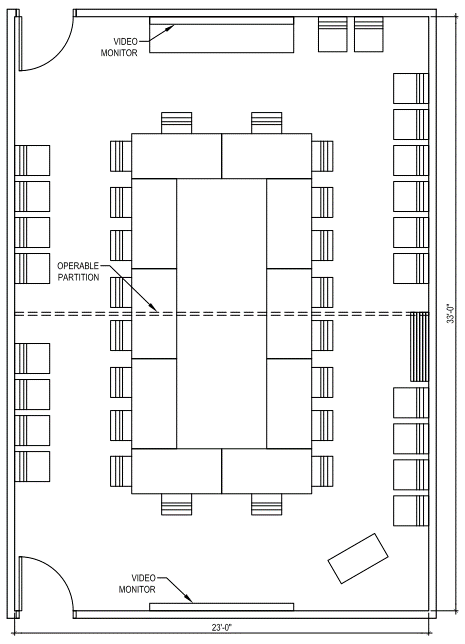 VIDEO
MONITOR
OPERABLE
PARTITION
33'-0"
VIDEO
MONITOR
23'-0"